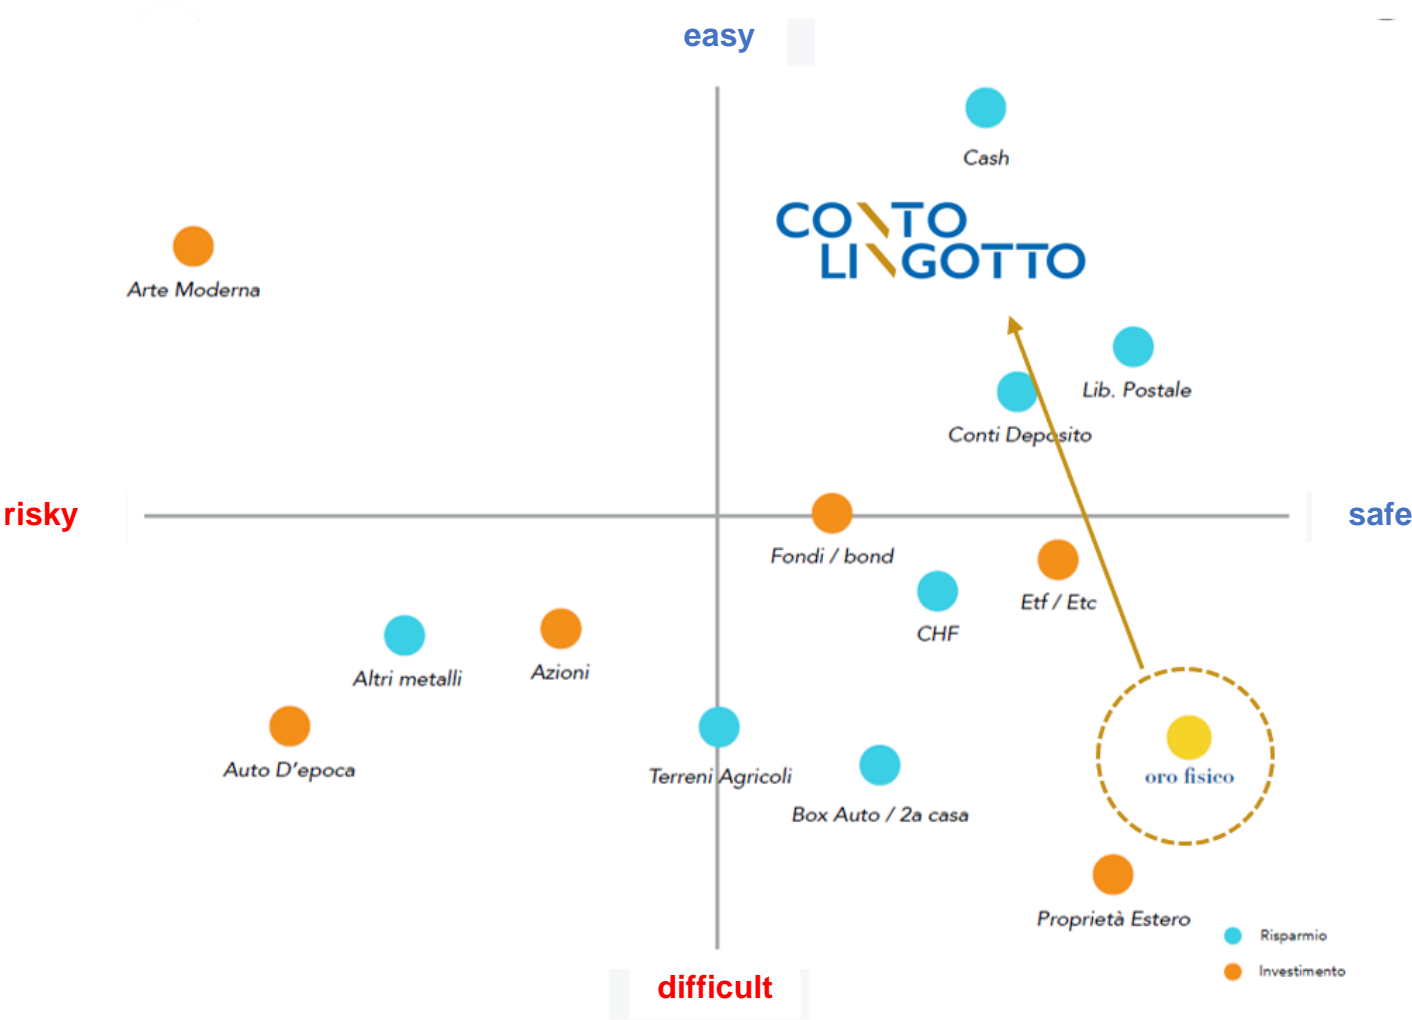 easy
Cash
CONTO
LINGOTTO
Arte Moderna
Lib. Postale
Conti Deposito
risky
safe
Fondi / bond
Etf / Etc
CHF
Altri metalli
Azioni
Auto D'epoca
Terreni Agricoli
oro fisico
Box Auto / 2a casa
Proprietà Estero
Risparmio
Investimento
difficult